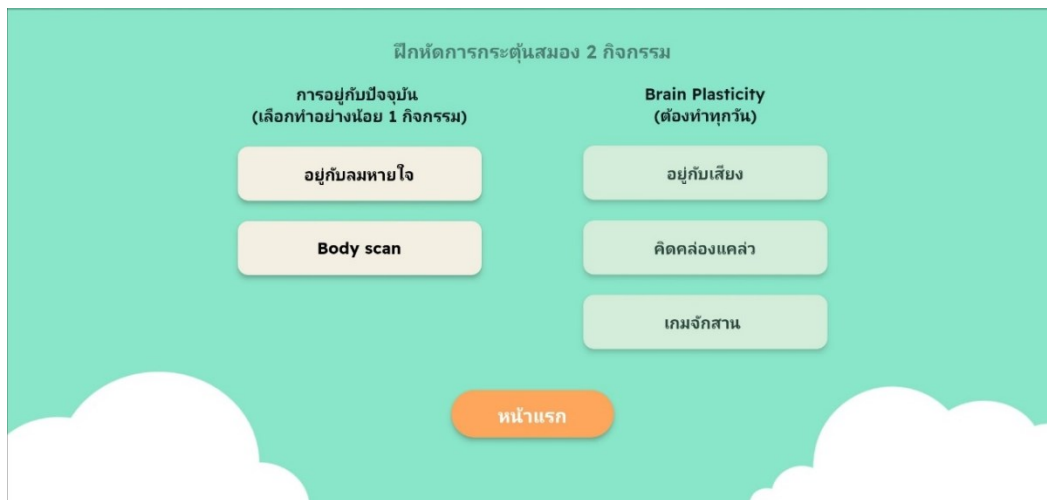 ฝึกหัดการกระตุ้นสมอง 2 กิจกรรม
การอยู่กับปัจจุบัน
(เลือกทำอย่างน้อย 1 กิจกรรม)
อยู่กับลมหายใจ
Body scan
Brain Plasticity
(ต้องทำทุกวัน)
อยู่กับเสียง
คิดคล่องแคล่ว
เกมจักสาน
หน้าแรก